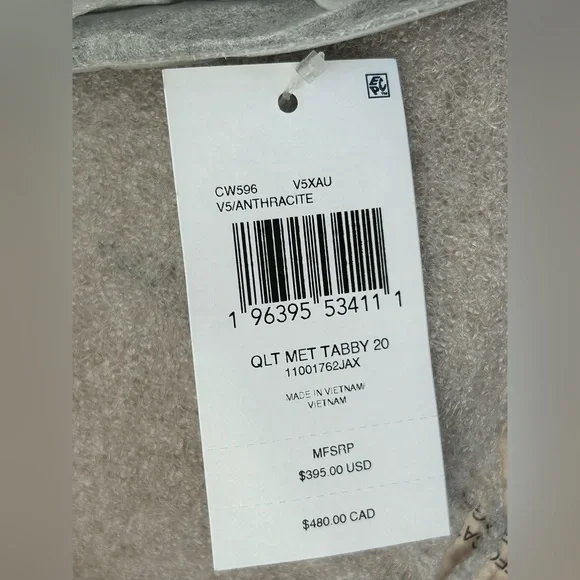 CW596 V5XAU
V5/ANTHRACITE
1 96395 53411 1
QLT MET TABBY 20
11001762JAX
MADE IN VIETNAM/
VIETNAM
MFSRP
$395.00 USD
$480.00 CAD